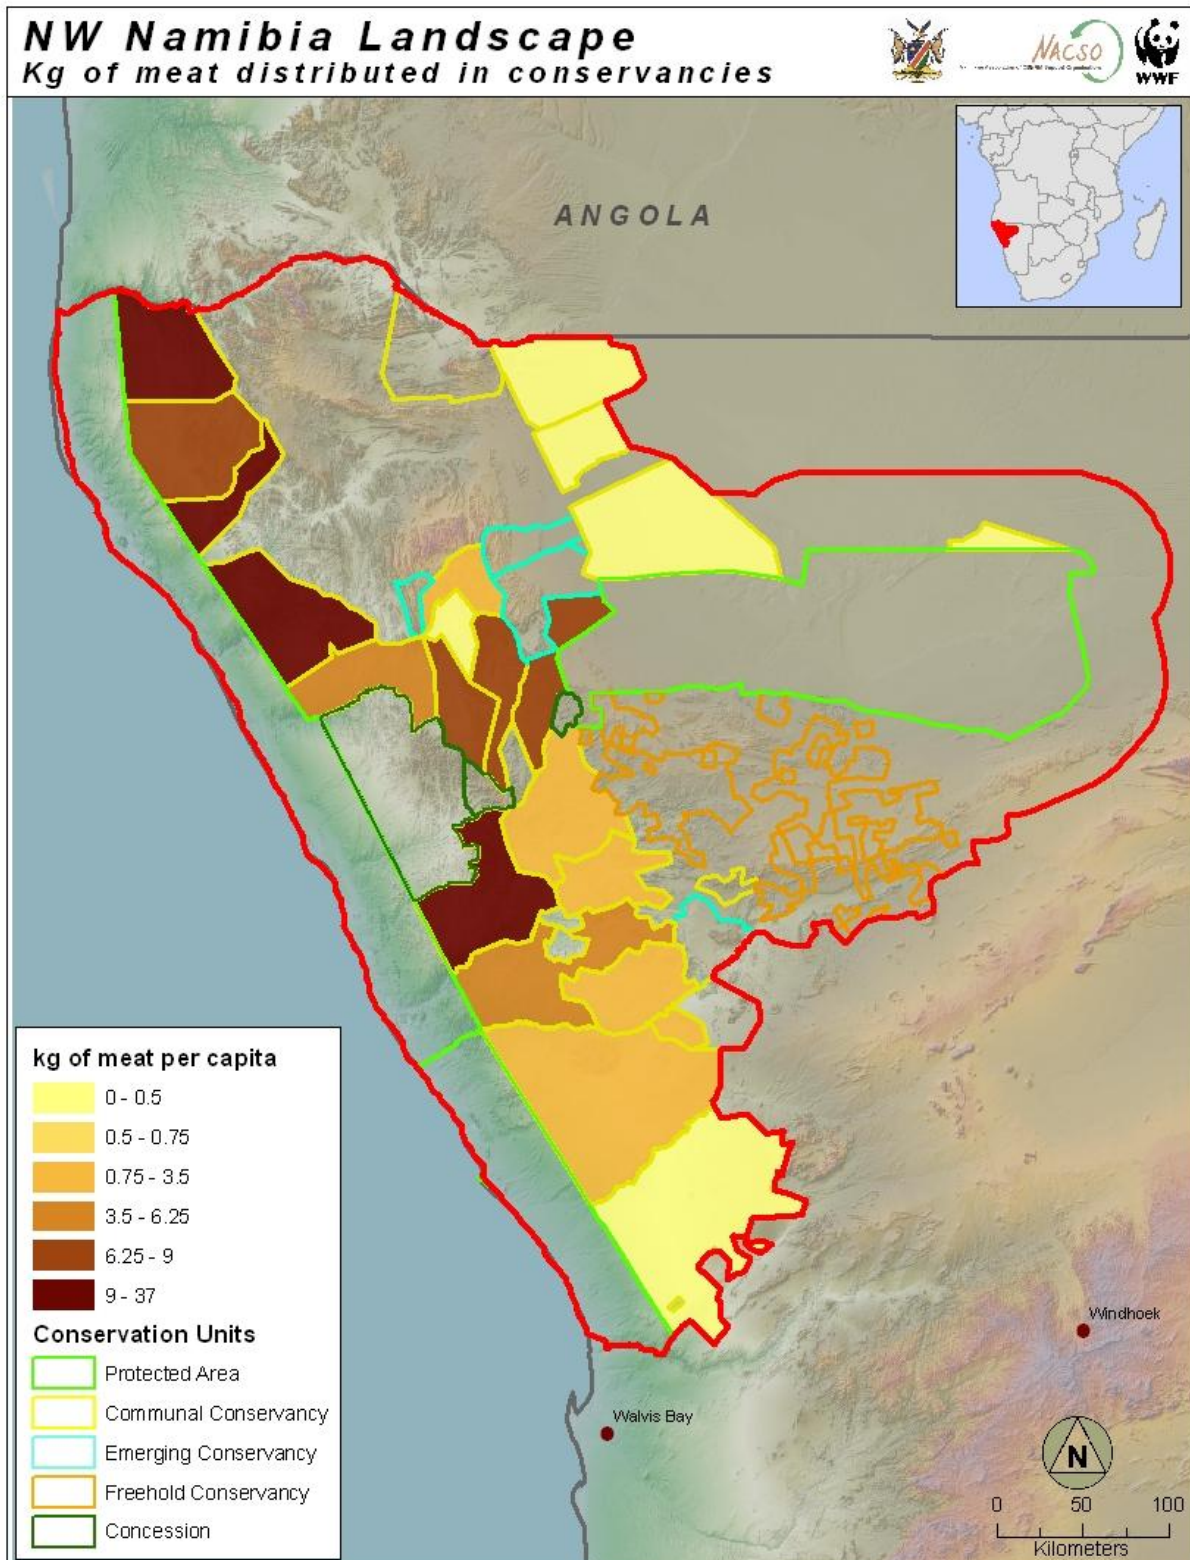 NW Namibia Landscape
Kg of meat distributed in conservancies
NACSO
WWF
ANGOLA
kg of meat per capita
0 - 0.5
0.5 - 0.75
0.75 - 3.5
3.5 - 6.25
6.25 - 9
9 - 37
Conservation Units
Protected Area
Communal Conservancy
Emerging Conservancy
Freehold Conservancy
Concession
Windhoek
Walvis Bay
N
0 50 100
Kilometers